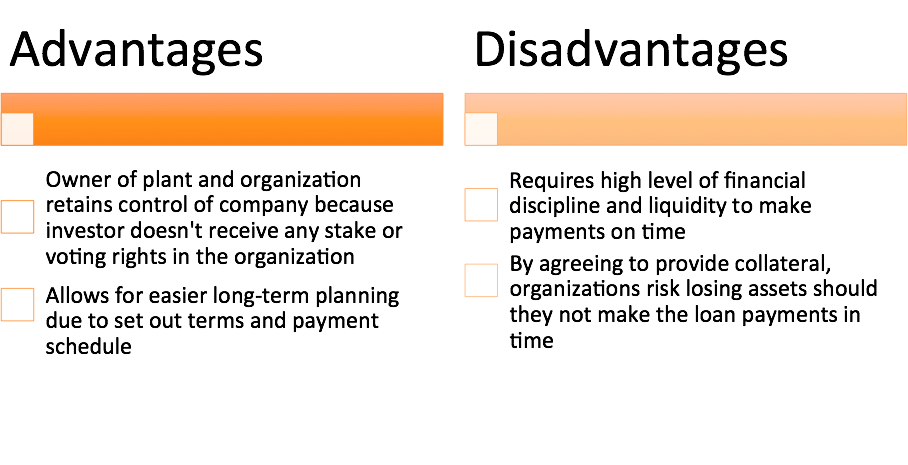 Advantages
Owner of plant and organization
retains control of company because
investor doesn't receive any stake or
voting rights in the organization
Allows for easier long-term planning
due to set out terms and payment
schedule
Disadvantages
Requires high level of financial
discipline and liquidity to make
payments on time
By agreeing to provide collateral,
organizations risk losing assets should
they not make the loan payments in
time